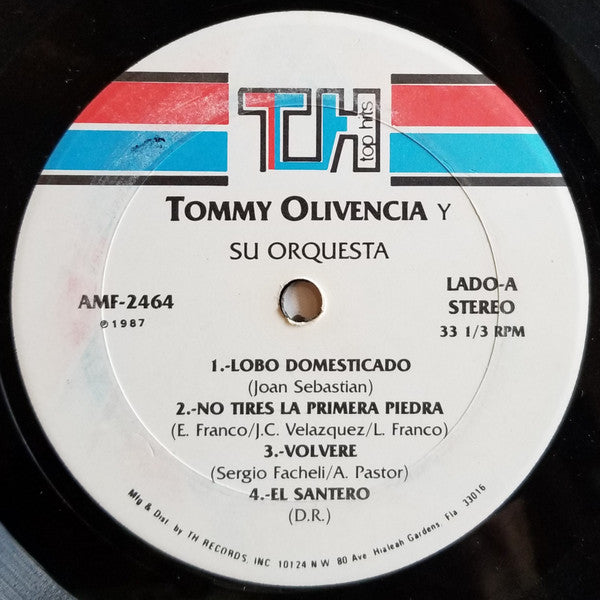 TH top hits
TOMMY OLIVENCIA Y
SU ORQUESTA
AMF-2464
℗1987
LADO-A
STEREO
33 1/3 RPM
1.-LOBO DOMESTICADO
(Joan Sebastian)
2.-NO TIRES LA PRIMERA PIEDRA
(E. Franco/J.C. Velazquez/L. Franco)
3.-VOLVERE
(Sergio Facheli/A. Pastor)
4.-EL SANTERO
(D.R.)
Mfg & Dist. by TH RECORDS, INC 10124 N W 80 Ave Hialeah Gardens, Fla 33016